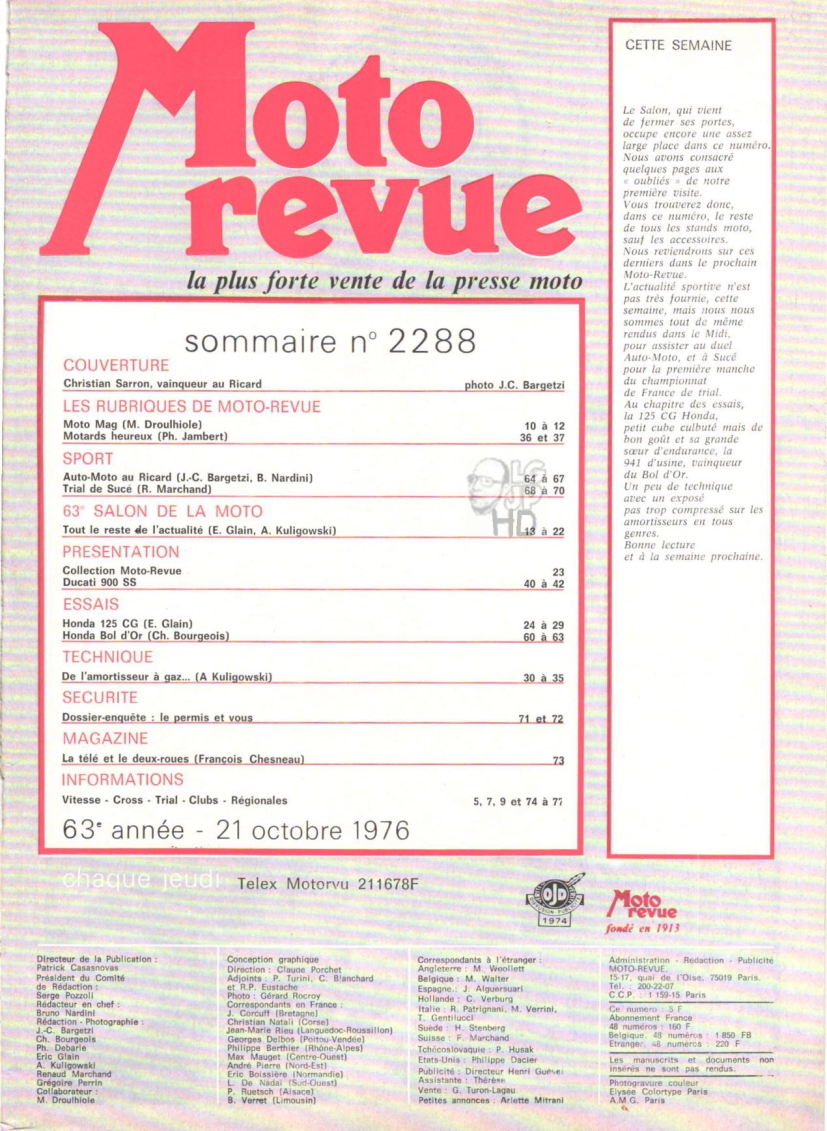 Moto
revue
la plus forte vente de la presse moto
sommaire n° 2288
COUVERTURE
Christian Sarron, vainqueur au Ricard photo J.C. Bargetzi
LES RUBRIQUES DE MOTO-REVUE
Moto Mag (M. Droulhiole) 10 à 12
Motards heureux (Ph. Jambert) 36 et 37
SPORT
Auto-Moto au Ricard (J.-C. Bargetzi, B. Nardini) 64 à 67
Trial de Sucé (R. Marchand) 68 à 70
63e SALON DE LA MOTO
Tout le reste de l'actualité (E. Glain, A. Kuligowski) 13 à 22
PRESENTATION
Collection Moto-Revue 23
Ducati 900 SS 40 à 42
ESSAIS
Honda 125 CG (E. Glain) 24 à 29
Honda Bol d'Or (Ch. Bourgeois) 60 à 63
TECHNIQUE
De l'amortisseur à gaz... (A Kuligowski) 30 à 35
SECURITE
Dossier-enquête : le permis et vous 71 et 72
MAGAZINE
La télé et le deux-roues (François Chesneau) 73
INFORMATIONS
Vitesse - Cross - Trial - Clubs - Régionales 5, 7, 9 et 74 à 77
63e année - 21 octobre 1976
chaque jeudi Telex Motorvu 211678F
CETTE SEMAINE
Le Salon, qui vient
de fermer ses portes,
occupe encore une assez
large place dans ce numéro.
Nous avons consacré
quelques pages aux
« oubliés » de notre
première visite.
Vous trouverez donc,
dans ce numéro, le reste
de tous les stands moto,
sauf les accessoires.
Nous reviendrons sur ces
derniers dans le prochain
Moto-Revue.
L'actualité sportive n'est
pas très fournie, cette
semaine, mais nous nous
sommes tout de même
rendus dans le Midi,
pour assister au duel
Auto-Moto, et à Sucé
pour la première manche
du championnat
de France de trial.
Au chapitre des essais,
la 125 CG Honda,
petit cube culbuté mais de
bon goût et sa grande
sœur d'endurance, la
941 d'usine, vainqueur
du Bol d'Or.
Un peu de technique
avec un exposé
pas trop compressé sur les
amortisseurs en tous
genres.
Bonne lecture
et à la semaine prochaine.
OJD
1974
Moto
revue
fondé en 1913
Directeur de la Publication :
Patrick Casasnovas
Président du Comité
de Rédaction :
Serge Pozzoli
Rédacteur en chef :
Bruno Nardini
Rédaction - Photographie :
J.-C. Bargetzi
Ch. Bourgeois
Ph. Debarle
Eric Glain
A. Kuligowski
Renaud Marchand
Grégoire Perrin
Collaborateur :
M. Droulhiole
Conception graphique
Direction : Claude Porchet
Adjoints : P. Turini, C. Blanchard
et R.P. Eustache
Photo : Gérard Rocroy
Correspondants en France :
J. Corcuff (Bretagne)
Christian Natali (Corse)
Jean-Marie Rieu (Languedoc-Roussillon)
Georges Delbos (Poitou-Vendée)
Philippe Berthier (Rhône-Alpes)
Max Mauget (Centre-Ouest)
André Pierre (Nord-Est)
Eric Boissière (Normandie)
L. De Nadai (Sud-Ouest)
P. Ruetsch (Alsace)
B. Verret (Limousin)
Correspondants à l'étranger :
Angleterre : M. Woollett
Belgique : M. Walter
Espagne : J. Alguersuari
Hollande : C. Verburg
Italie : R. Patrignani, M. Verrini,
T. Gentilucci
Suède : H. Stenberg
Suisse : F. Marchand
Tchécoslovaquie : P. Husak
Etats-Unis : Philippe Dacier
Publicité : Directeur Henri
Assistante : Thérèse
Vente : G. Turon-Lagau
Petites annonces : Arlette Mitrani
Administration - Rédaction - Publicité
MOTO-REVUE.
15-17, quai de l'Oise, 75019 Paris.
Tél. : 200-22-07
C.C.P. : 1 159-15 Paris
Ce numéro : 5 F
Abonnement France
48 numéros : 160 F
Belgique, 48 numéros : 1 850 FB
Etranger, 48 numéros : 220 F
Les manuscrits et documents non
insérés ne sont pas rendus.
Photogravure couleur
Elysée Colortype Paris
A.M.G. Paris